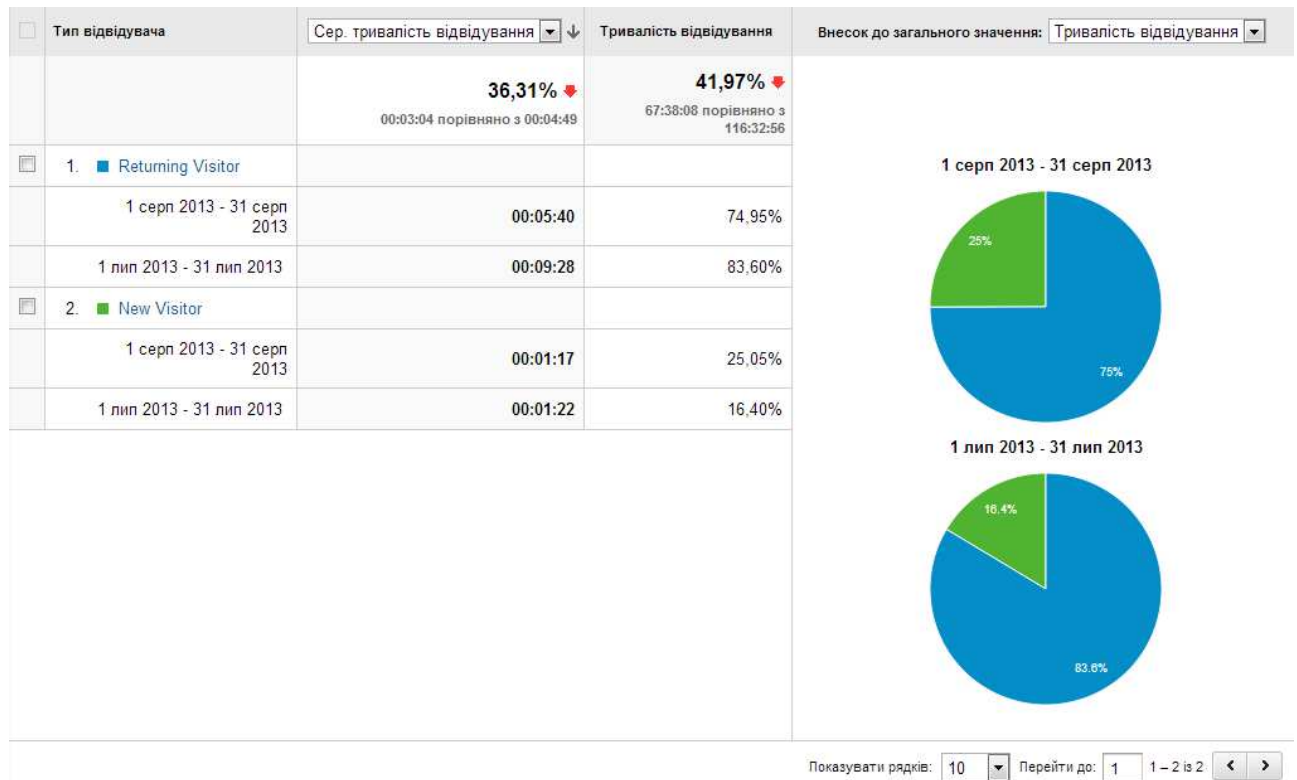 Тип відвідувача
Сер. тривалість відвідування
Тривалість відвідування
Внесок до загального значення: Тривалість відвідування
36,31%
00:03:04 порівняно з 00:04:49
41,97%
67:38:08 порівняно з
116:32:56
1. Returning Visitor
1 серп 2013 - 31 серп
2013
00:05:40
74,95%
1 лип 2013 - 31 лип 2013
00:09:28
83,60%
2. New Visitor
1 серп 2013 - 31 серп
2013
00:01:17
25,05%
1 лип 2013 - 31 лип 2013
00:01:22
16,40%
1 серп 2013 - 31 серп 2013
25%
75%
1 лип 2013 - 31 лип 2013
16.4%
83.6%
Показувати рядків: 10 Перейти до: 1 1 – 2 із 2